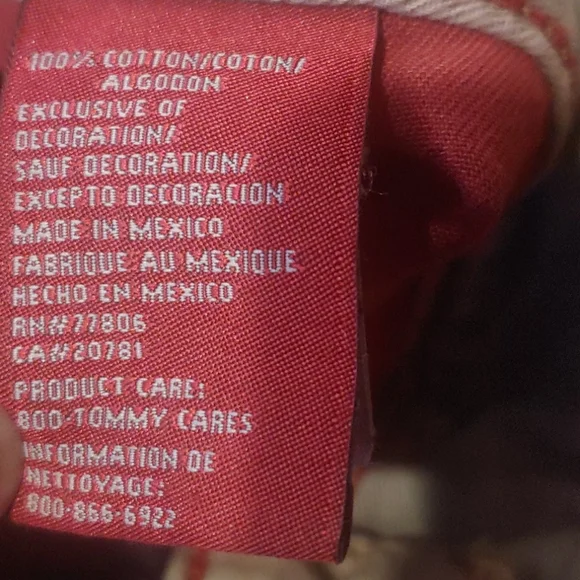 100% COTTON/COTON/
ALGODON
EXCLUSIVE OF
DECORATION/
SAUF DECORATION/
EXCEPTO DECORACION
MADE IN MEXICO
FABRIQUE AU MEXIQUE
HECHO EN MEXICO
RN#77806
CA#20781
PRODUCT CARE:
800-TOMMY CARES
INFORMATION DE
NETTOYAGE:
800-866-6922